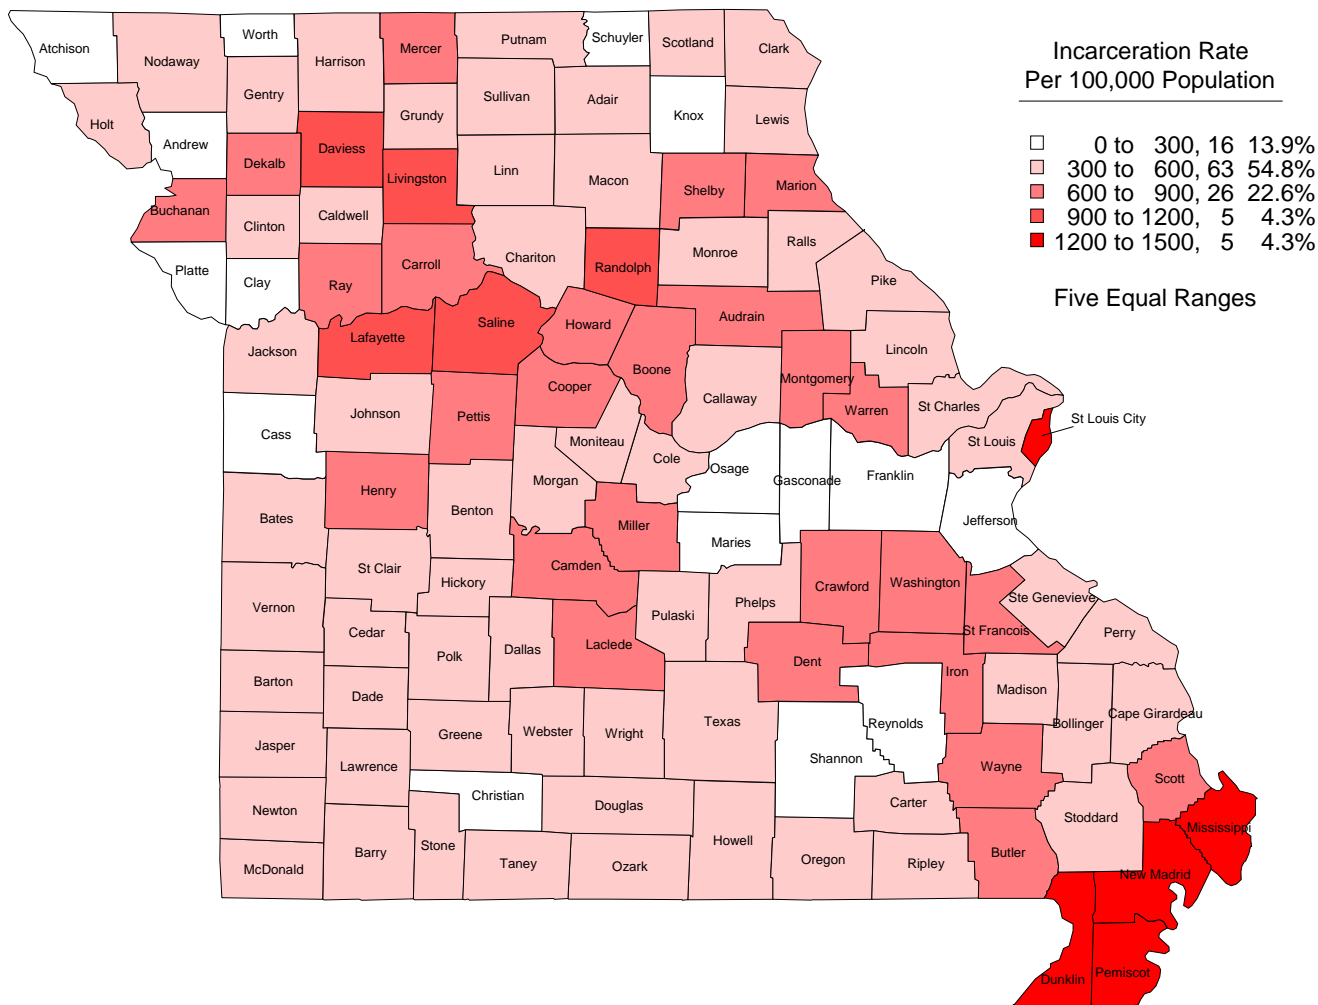 Incarceration Rate
Per 100,000 Population
0 to 300, 16 13.9%
300 to 600, 63 54.8%
600 to 900, 26 22.6%
900 to 1200, 5 4.3%
1200 to 1500, 5 4.3%
Five Equal Ranges
Atchison
Nodaway
Worth
Harrison
Mercer
Putnam
Schuyler
Scotland
Clark
Holt
Andrew
Gentry
Grundy
Sullivan
Adair
Knox
Lewis
Dekalb
Daviess
Livingston
Linn
Macon
Shelby
Marion
Buchanan
Clinton
Caldwell
Chariton
Monroe
Ralls
Platte
Clay
Ray
Carroll
Randolph
Pike
Jackson
Lafayette
Saline
Howard
Audrain
Lincoln
Johnson
Pettis
Cooper
Boone
Callaway
Montgomery
Warren
St Charles
St Louis City
St Louis
Cass
Henry
Benton
Morgan
Moniteau
Cole
Osage
Gasconade
Franklin
Jefferson
Bates
St Clair
Hickory
Camden
Miller
Maries
Vernon
Cedar
Polk
Dallas
Laclede
Pulaski
Phelps
Crawford
Washington
St Francois
Ste Genevieve
Perry
Barton
Dade
Greene
Webster
Wright
Texas
Dent
Iron
Reynolds
Madison
Bollinger
Cape Girardeau
Jasper
Lawrence
Christian
Douglas
Shannon
Carter
Wayne
Scott
Newton
Barry
Stone
Taney
Ozark
Howell
Oregon
Ripley
Butler
Stoddard
Mississippi
McDonald
New Madrid
Dunklin
Pemiscot